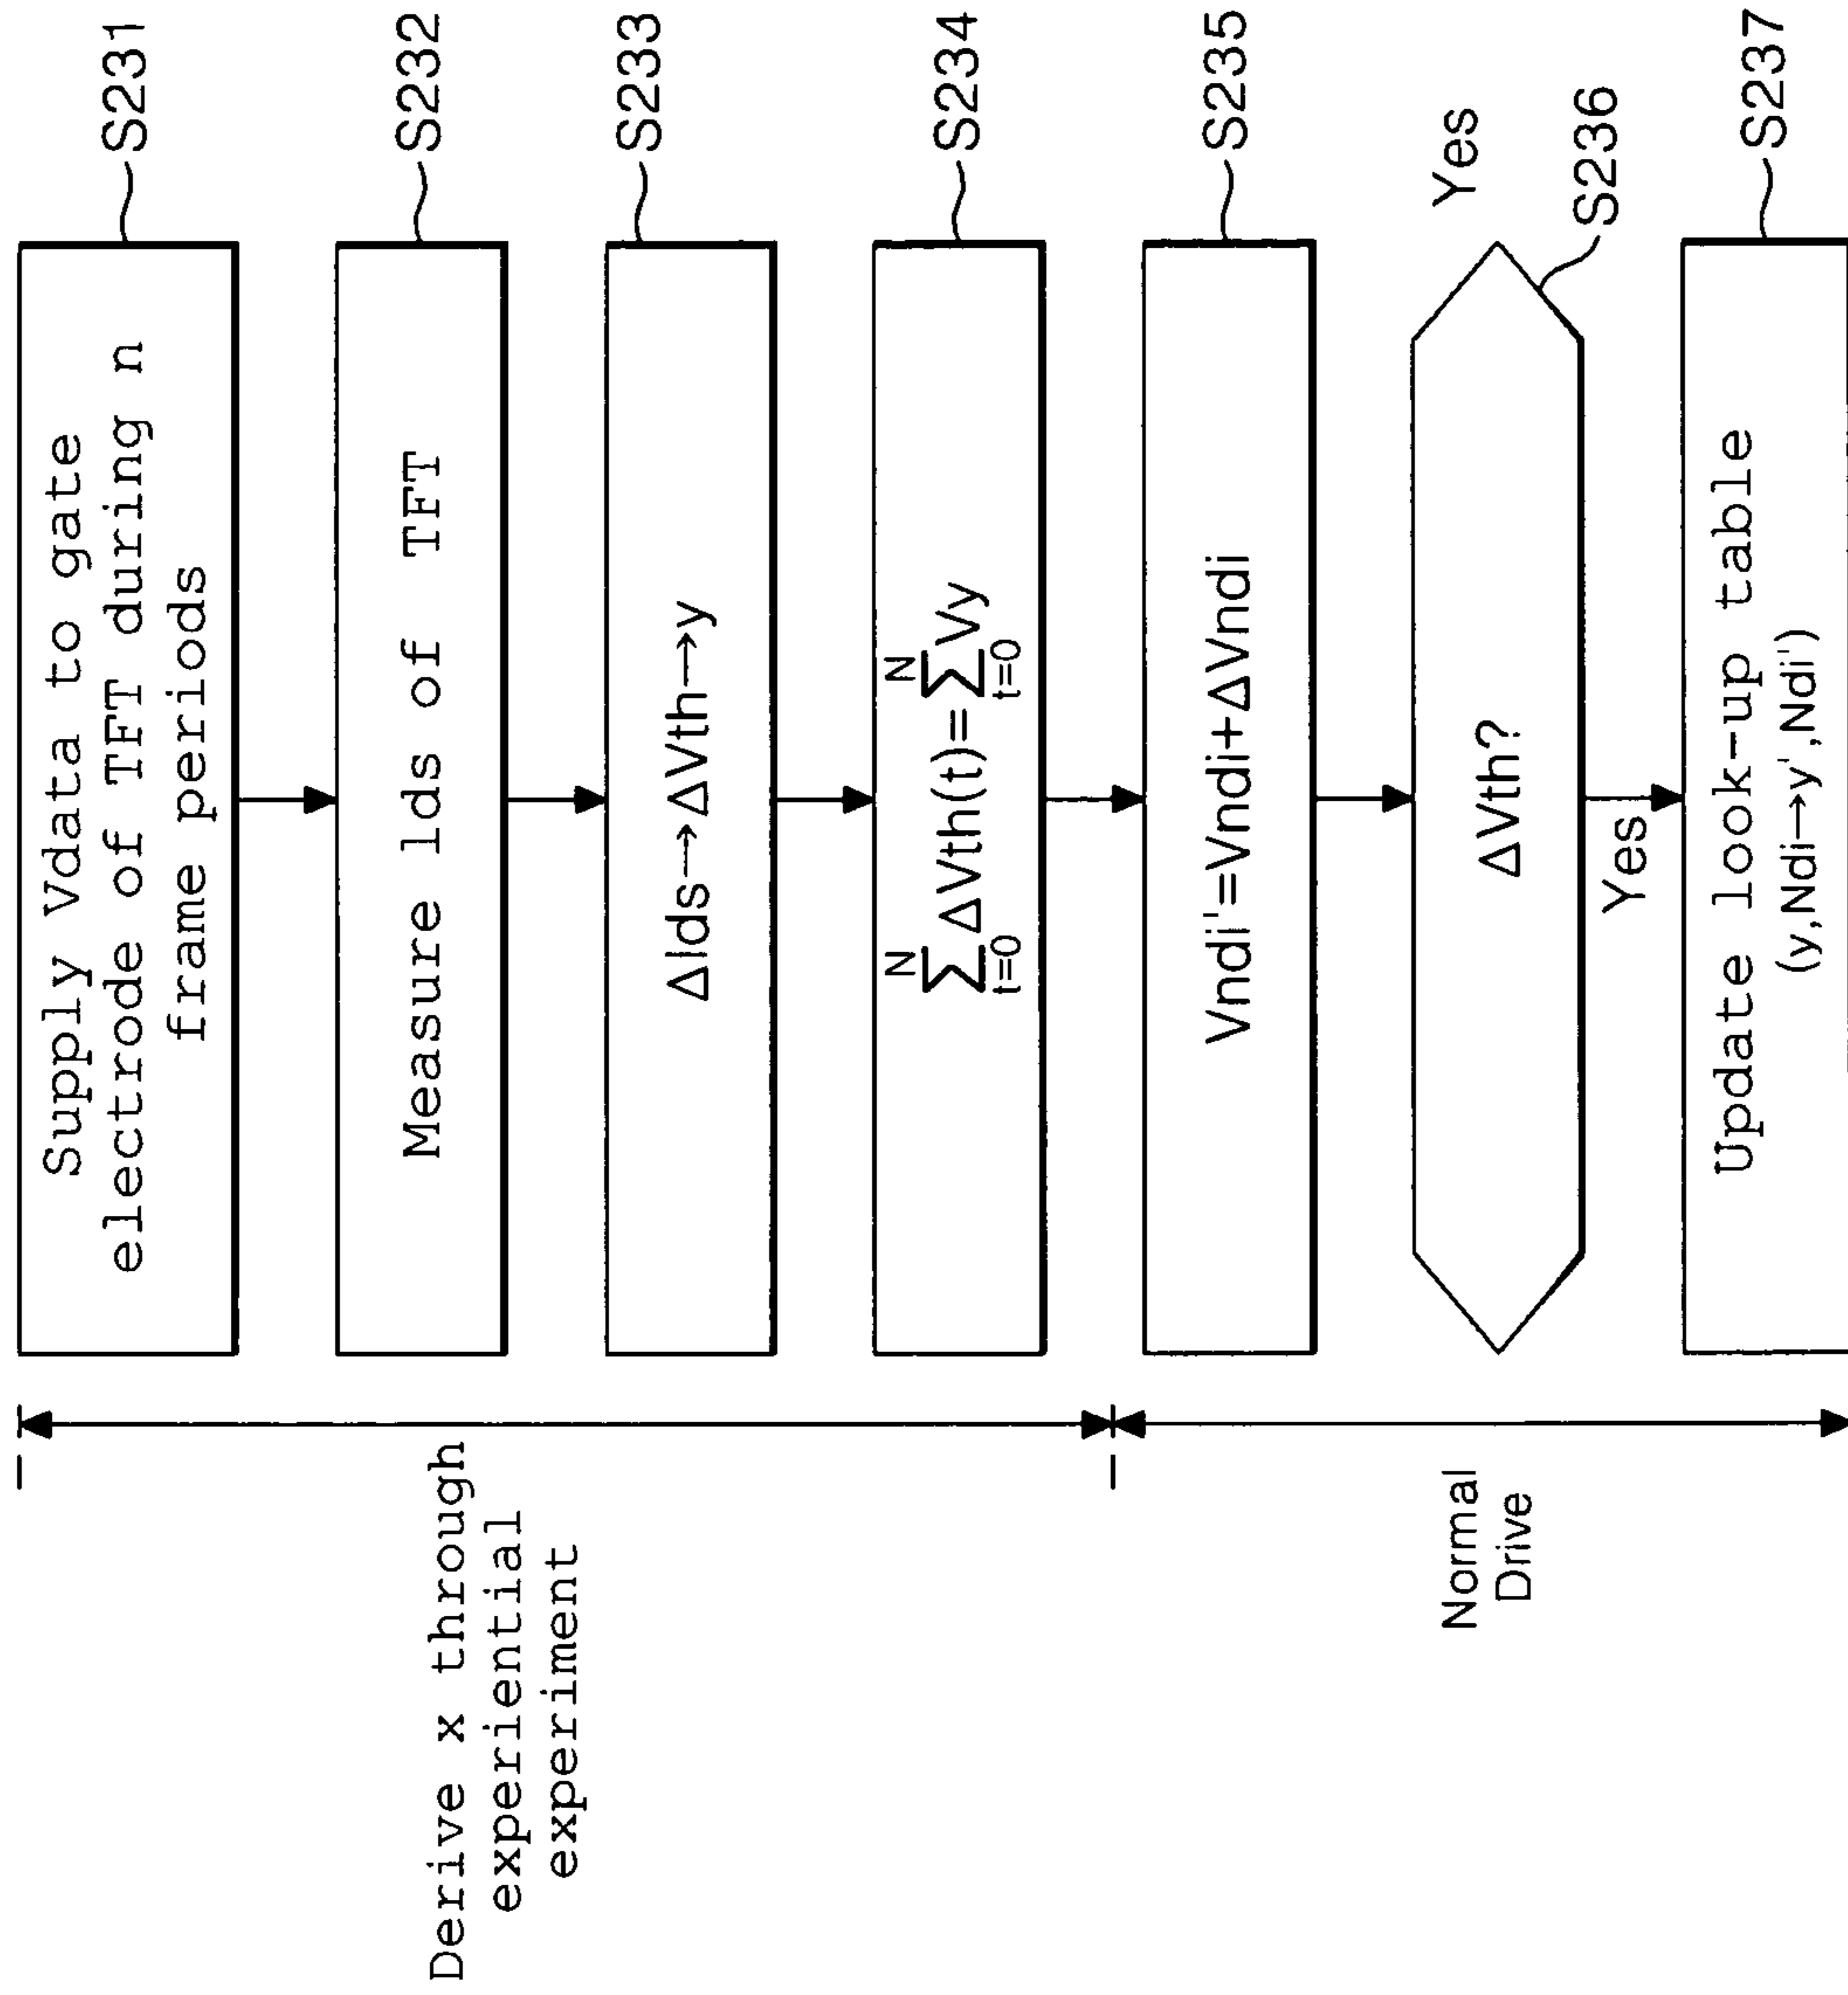 Supply Vdata to gate
electrode of TFT during n
frame periods
S231
Measure Ids of TFT
S232
Derive x through
experiential
experiment
ΔIds→ΔVth→y
S233
N N
∑ ΔVth(t)=∑ Vy
t=0 t=0
S234
Vndi'=Vndi+ΔVndi
S235
Normal
Drive
ΔVth?
Yes
S236
Yes
Update look-up table
(y,Ndi→y',Ndi')
S237